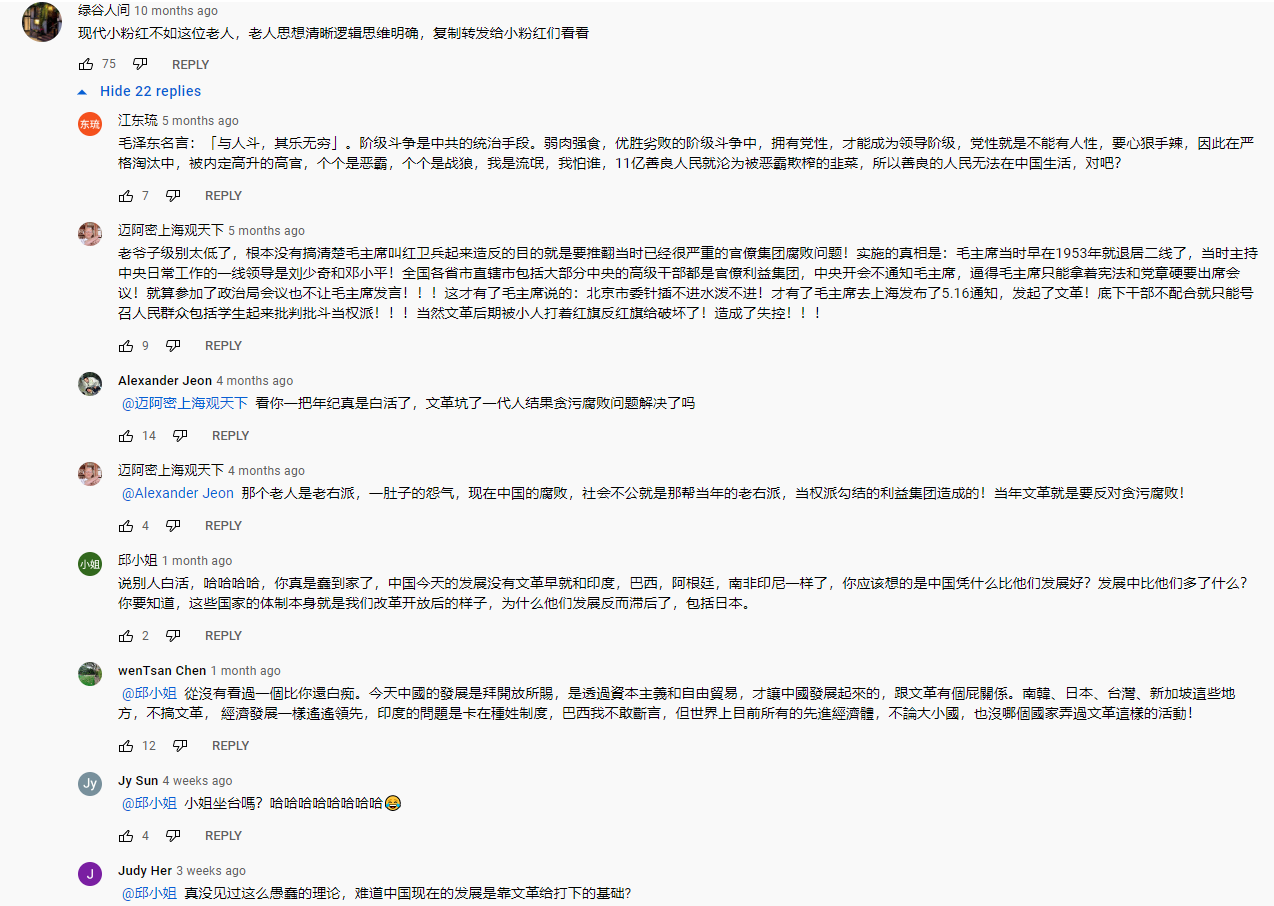 绿谷人间 10 months ago
现代小粉红不如这位老人，老人思想清晰逻辑思维明确，复制转发给小粉红们看看
75 REPLY
Hide 22 replies
东琉
江东琉 5 months ago
毛泽东名言：「与人斗，其乐无穷」。阶级斗争是中共的统治手段。弱肉强食，优胜劣败的阶级斗争中，拥有党性，才能成为领导阶级，党性就是不能有人性，要心狠手辣，因此在严
格淘汰中，被内定高升的高官，个个是恶霸，个个是战狼，我是流氓，我怕谁，11亿善良人民就沦为被恶霸欺榨的韭菜，所以善良的人民无法在中国生活，对吧？
7 REPLY
迈阿密上海观天下 5 months ago
老爷子级别太低了，根本没有搞清楚毛主席叫红卫兵起来造反的目的就是要推翻当时已经很严重的官僚集团腐败问题！实施的真相是：毛主席当时早在1953年就退居二线了，当时主持
中央日常工作的一线领导是刘少奇和邓小平！全国各省市直辖市包括大部分中央的高级干部都是官僚利益集团，中央开会不通知毛主席，逼得毛主席只能拿着宪法和党章硬要出席会
议！就算参加了政治局会议也不让毛主席发言！！！这才有了毛主席说的：北京市委针插不进水泼不进！才有了毛主席去上海发布了5.16通知，发起了文革！底下干部不配合就只能号
召人民群众包括学生起来批判批斗当权派！！！当然文革后期被小人打着红旗反红旗给破坏了！造成了失控！！！
9 REPLY
Alexander Jeon 4 months ago
@迈阿密上海观天下 看你一把年纪真是白活了，文革坑了一代人结果贪污腐败问题解决了吗
14 REPLY
迈阿密上海观天下 4 months ago
@Alexander Jeon 那个老人是老右派，一肚子的怨气，现在中国的腐败，社会不公就是那帮当年的老右派，当权派勾结的利益集团造成的！当年文革就是要反对贪污腐败！
4 REPLY
小姐
邱小姐 1 month ago
说别人白活，哈哈哈哈，你真是蠢到家了，中国今天的发展没有文革早就和印度，巴西，阿根廷，南非印尼一样了，你应该想的是中国凭什么比他们发展好？发展中比他们多了什么？
你要知道，这些国家的体制本身就是我们改革开放后的样子，为什么他们发展反而滞后了，包括日本。
2 REPLY
wenTsan Chen 1 month ago
@邱小姐 從沒有看過一個比你還白痴。今天中國的發展是拜開放所賜，是透過資本主義和自由貿易，才讓中國發展起來的，跟文革有個屁關係。南韓、日本、台灣、新加坡這些地
方，不搞文革， 經濟發展一樣遙遙領先，印度的問題是卡在種姓制度，巴西我不敢斷言，但世界上目前所有的先進經濟體，不論大小國，也沒哪個國家弄過文革這樣的活動！
12 REPLY
Jy
Jy Sun 4 weeks ago
@邱小姐 小姐坐台嗎？哈哈哈哈哈哈哈哈😂
4 REPLY
J
Judy Her 3 weeks ago
@邱小姐 真没见过这么愚蠢的理论，难道中国现在的发展是靠文革给打下的基础?